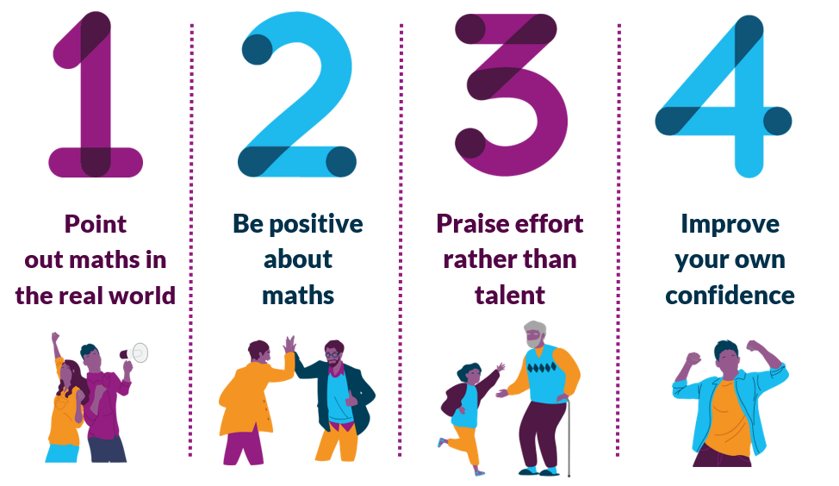 1
Point
out maths in
the real world
2
Be positive
about
maths
3
Praise effort
rather than
talent
4
Improve
your own
confidence